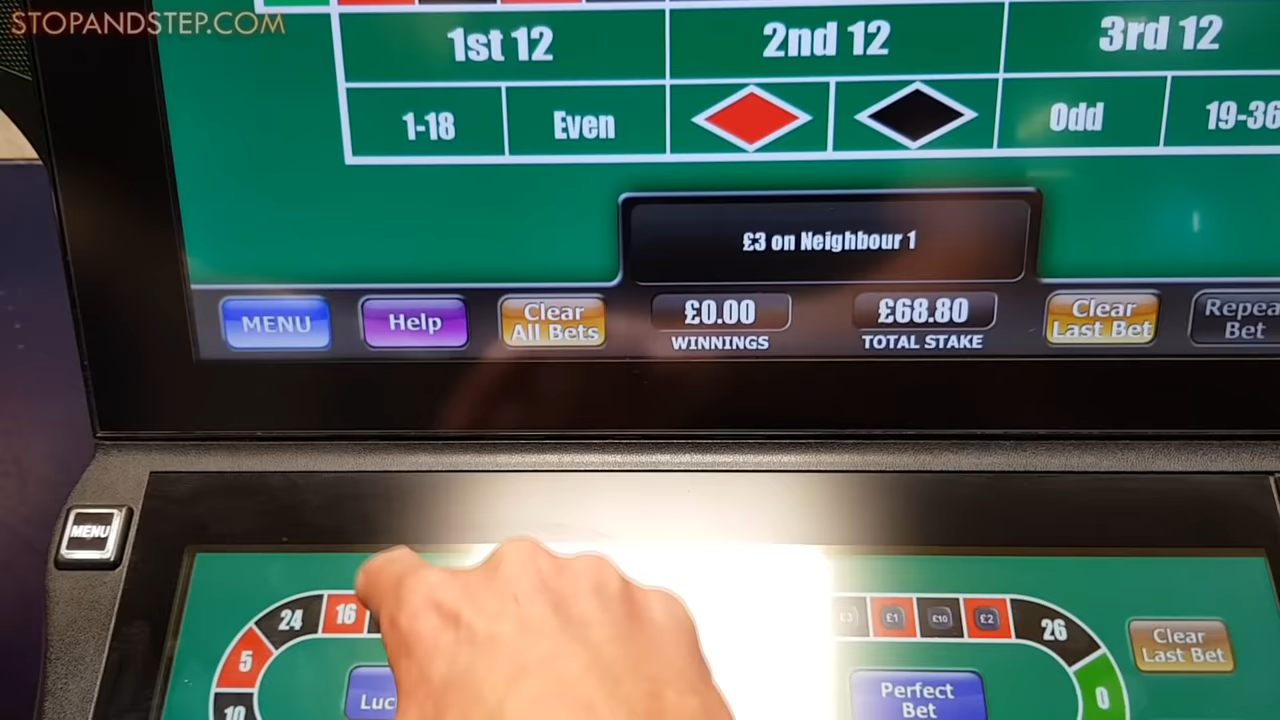 STOPANDSTEP.COM
1st 12
2nd 12
3rd 12
1-18
Even
Odd
19-36
£3 on Neighbour 1
MENU
Help
Clear
All Bets
£0.00
WINNINGS
£68.80
TOTAL STAKE
Clear
Last Bet
Repea
Bet
MENU
24
16
£3
£1
£10
£2
26
5
Clear
Last Bet
10
Luc
Perfect
Bet
0